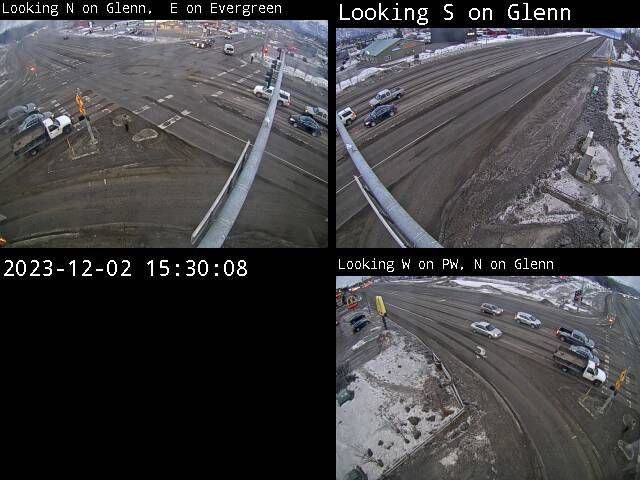 Looking N on Glenn,  E on Evergreen
Looking S on Glenn
2023-12-02 15:30:08
Looking W on PW, N on Glenn